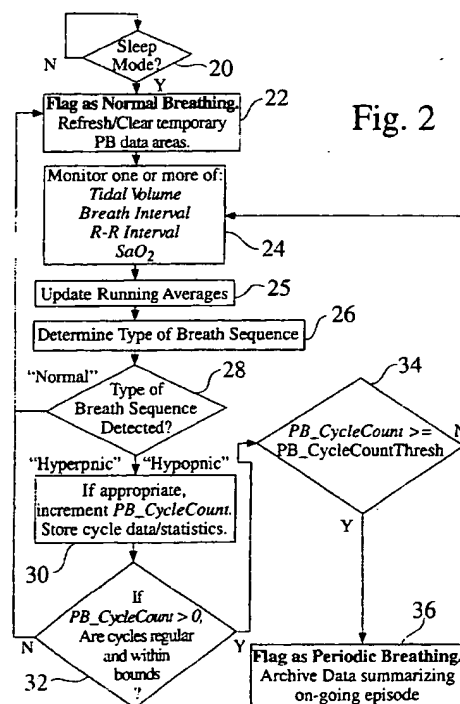 Fig. 2
Sleep
Mode?
20
N
Y
Flag as Normal Breathing.
Refresh/Clear temporary
PB data areas.
22
Monitor one or more of:
Tidal Volume
Breath Interval
R-R Interval
SaO2
24
Update Running Averages
25
Determine Type of Breath Sequence
26
"Normal"
Type of
Breath Sequence
Detected?
28
"Hyperpnic"
"Hypopnic"
If appropriate,
increment PB_CycleCount.
Store cycle data/statistics.
30
If
PB_CycleCount > 0,
Are cycles regular
and within
bounds
?
N
Y
32
34
PB_CycleCount >=
PB_CycleCountThresh
N
Y
36
Flag as Periodic Breathing.
Archive Data summarizing
on-going episode